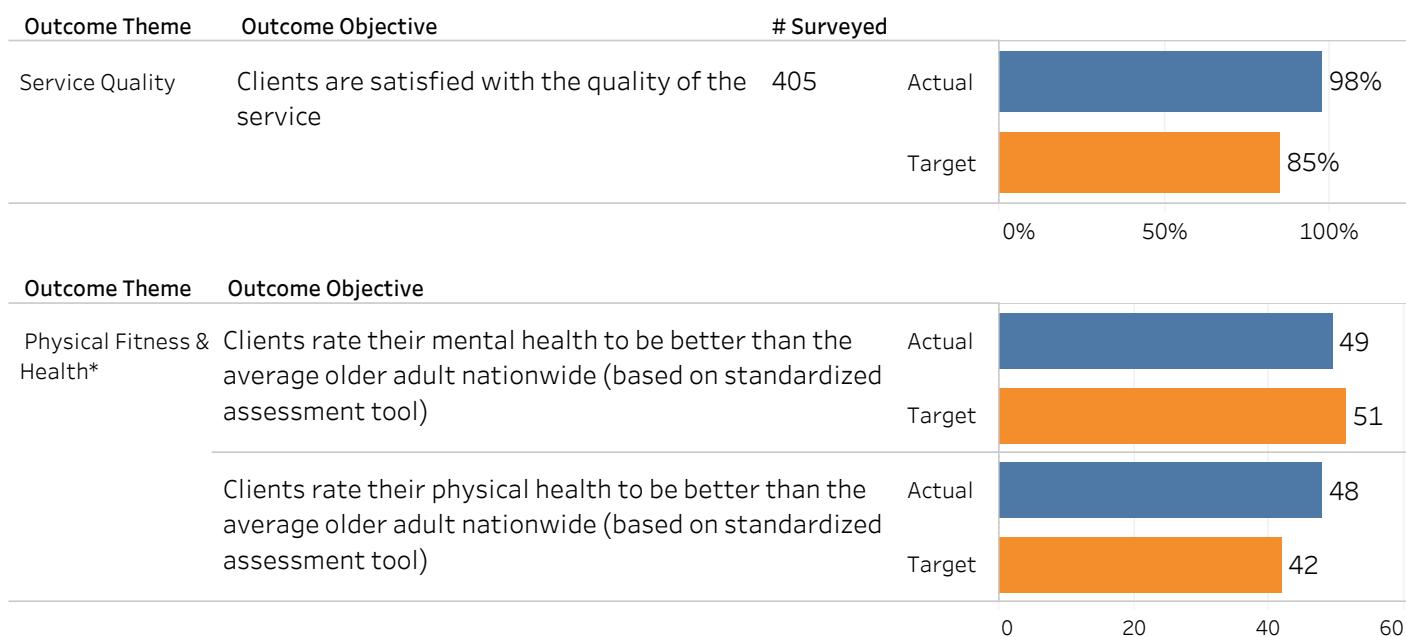 Outcome Theme Outcome Objective # Surveyed
Service Quality Clients are satisfied with the quality of the 405 Actual 98%
service
Target 85%
0% 50% 100%
Outcome Theme Outcome Objective
Physical Fitness & Clients rate their mental health to be better than the Actual 49
Health* average older adult nationwide (based on standardized
assessment tool) Target 51
Clients rate their physical health to be better than the Actual 48
average older adult nationwide (based on standardized
assessment tool) Target 42
0 20 40 60